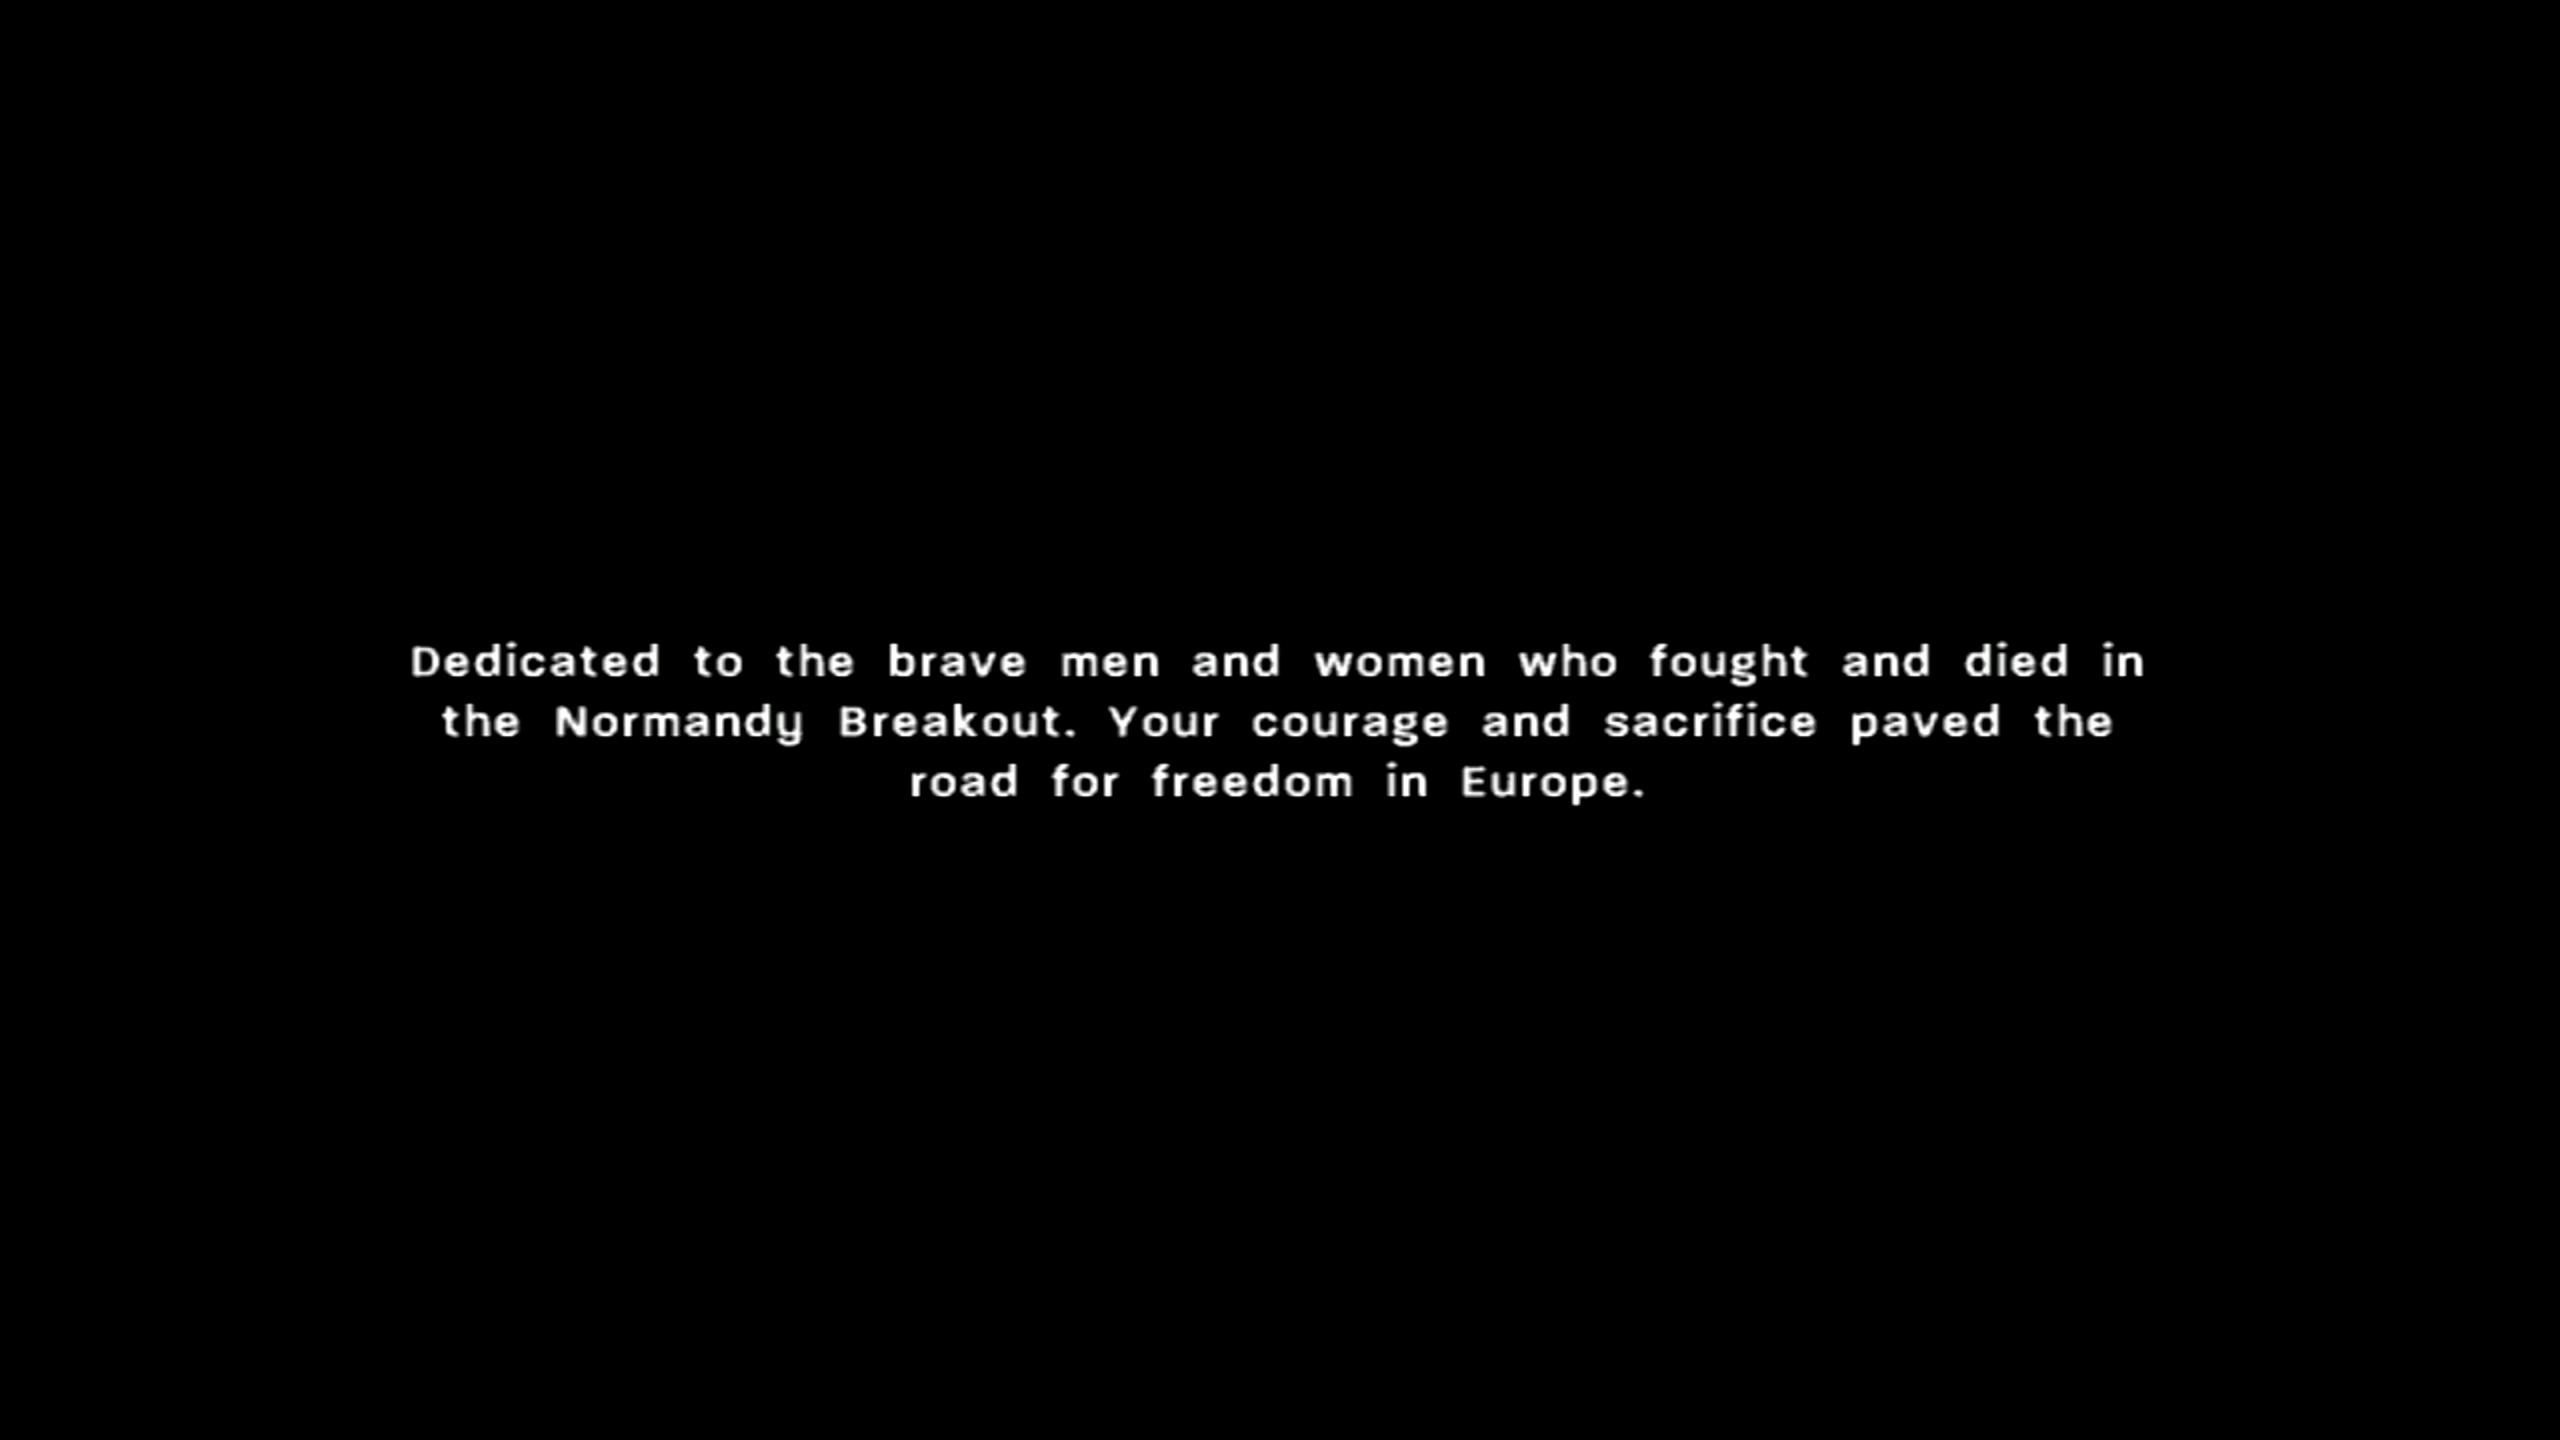 Dedicated to the brave men and women who fought and died in
the Normandy Breakout. Your courage and sacrifice paved the
road for freedom in Europe.